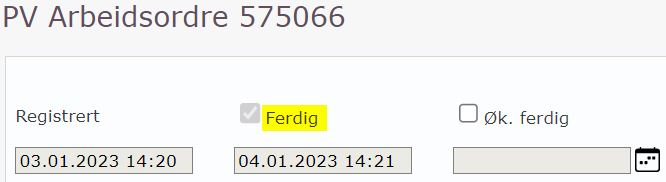 PV Arbeidsordre 575066
Registrert Ferdig Øk. ferdig
03.01.2023 14:20 04.01.2023 14:21